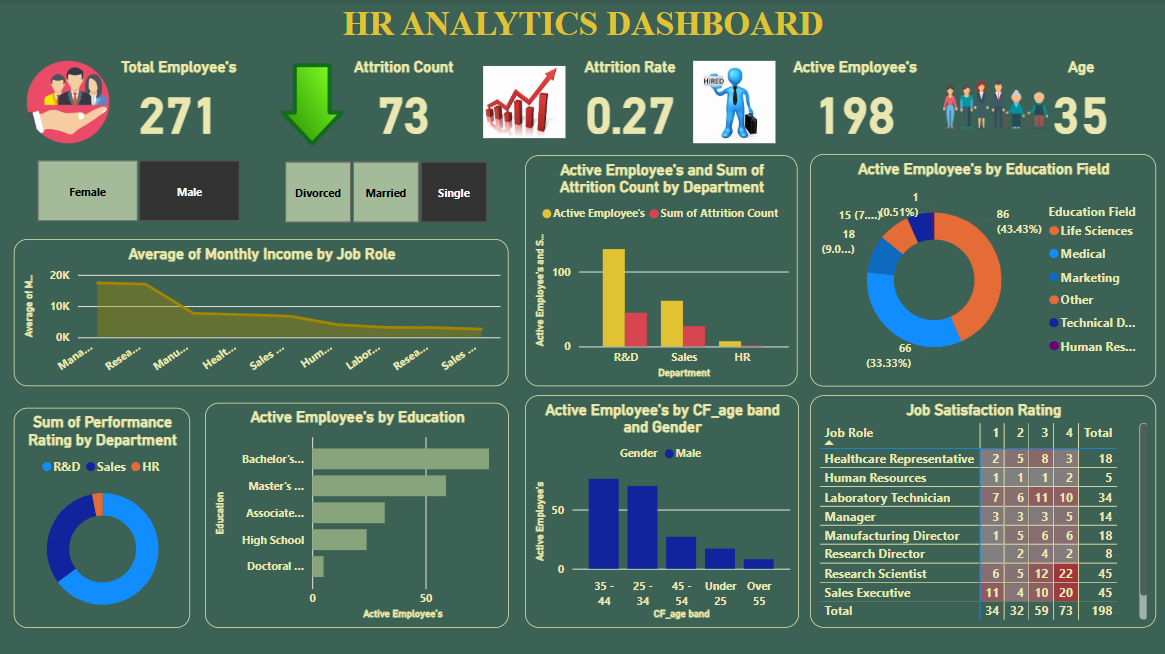 HR ANALYTICS DASHBOARD
Total Employee's
271
Attrition Count
73
Attrition Rate
0.27
HIRED
Active Employee's
198
Age
35
Female
Male
Divorced
Married
Single
Average of Monthly Income by Job Role
Average of M...
20K
10K
0K
Mana...
Resea...
Manu...
Healt...
Sales ...
Hum...
Labor...
Resea...
Sales ...
Active Employee's and Sum of
Attrition Count by Department
Active Employee's
Sum of Attrition Count
Active Employee's and S...
100
0
R&D
Sales
HR
Department
Active Employee's by Education Field
1
(0.51%)
15 (7....)
18
(9.0...)
86
(43.43%)
66
(33.33%)
Education Field
Life Sciences
Medical
Marketing
Other
Technical D...
Human Res...
Sum of Performance
Rating by Department
R&D
Sales
HR
Active Employee's by Education
Education
Bachelor's...
Master's ...
Associate...
High School
Doctoral ...
0
50
Active Employee's
Active Employee's by CF_age band
and Gender
Gender
Male
Active Employee's
50
0
35 -
44
25 -
34
45 -
54
Under
25
Over
55
CF_age band
Job Satisfaction Rating
Job Role 1 2 3 4 Total
Healthcare Representative 2 5 8 3 18
Human Resources 1 1 1 2 5
Laboratory Technician 7 6 11 10 34
Manager 3 3 3 5 14
Manufacturing Director 1 5 6 6 18
Research Director 2 4 2 8
Research Scientist 6 5 12 22 45
Sales Executive 11 4 10 20 45
Total 34 32 59 73 198